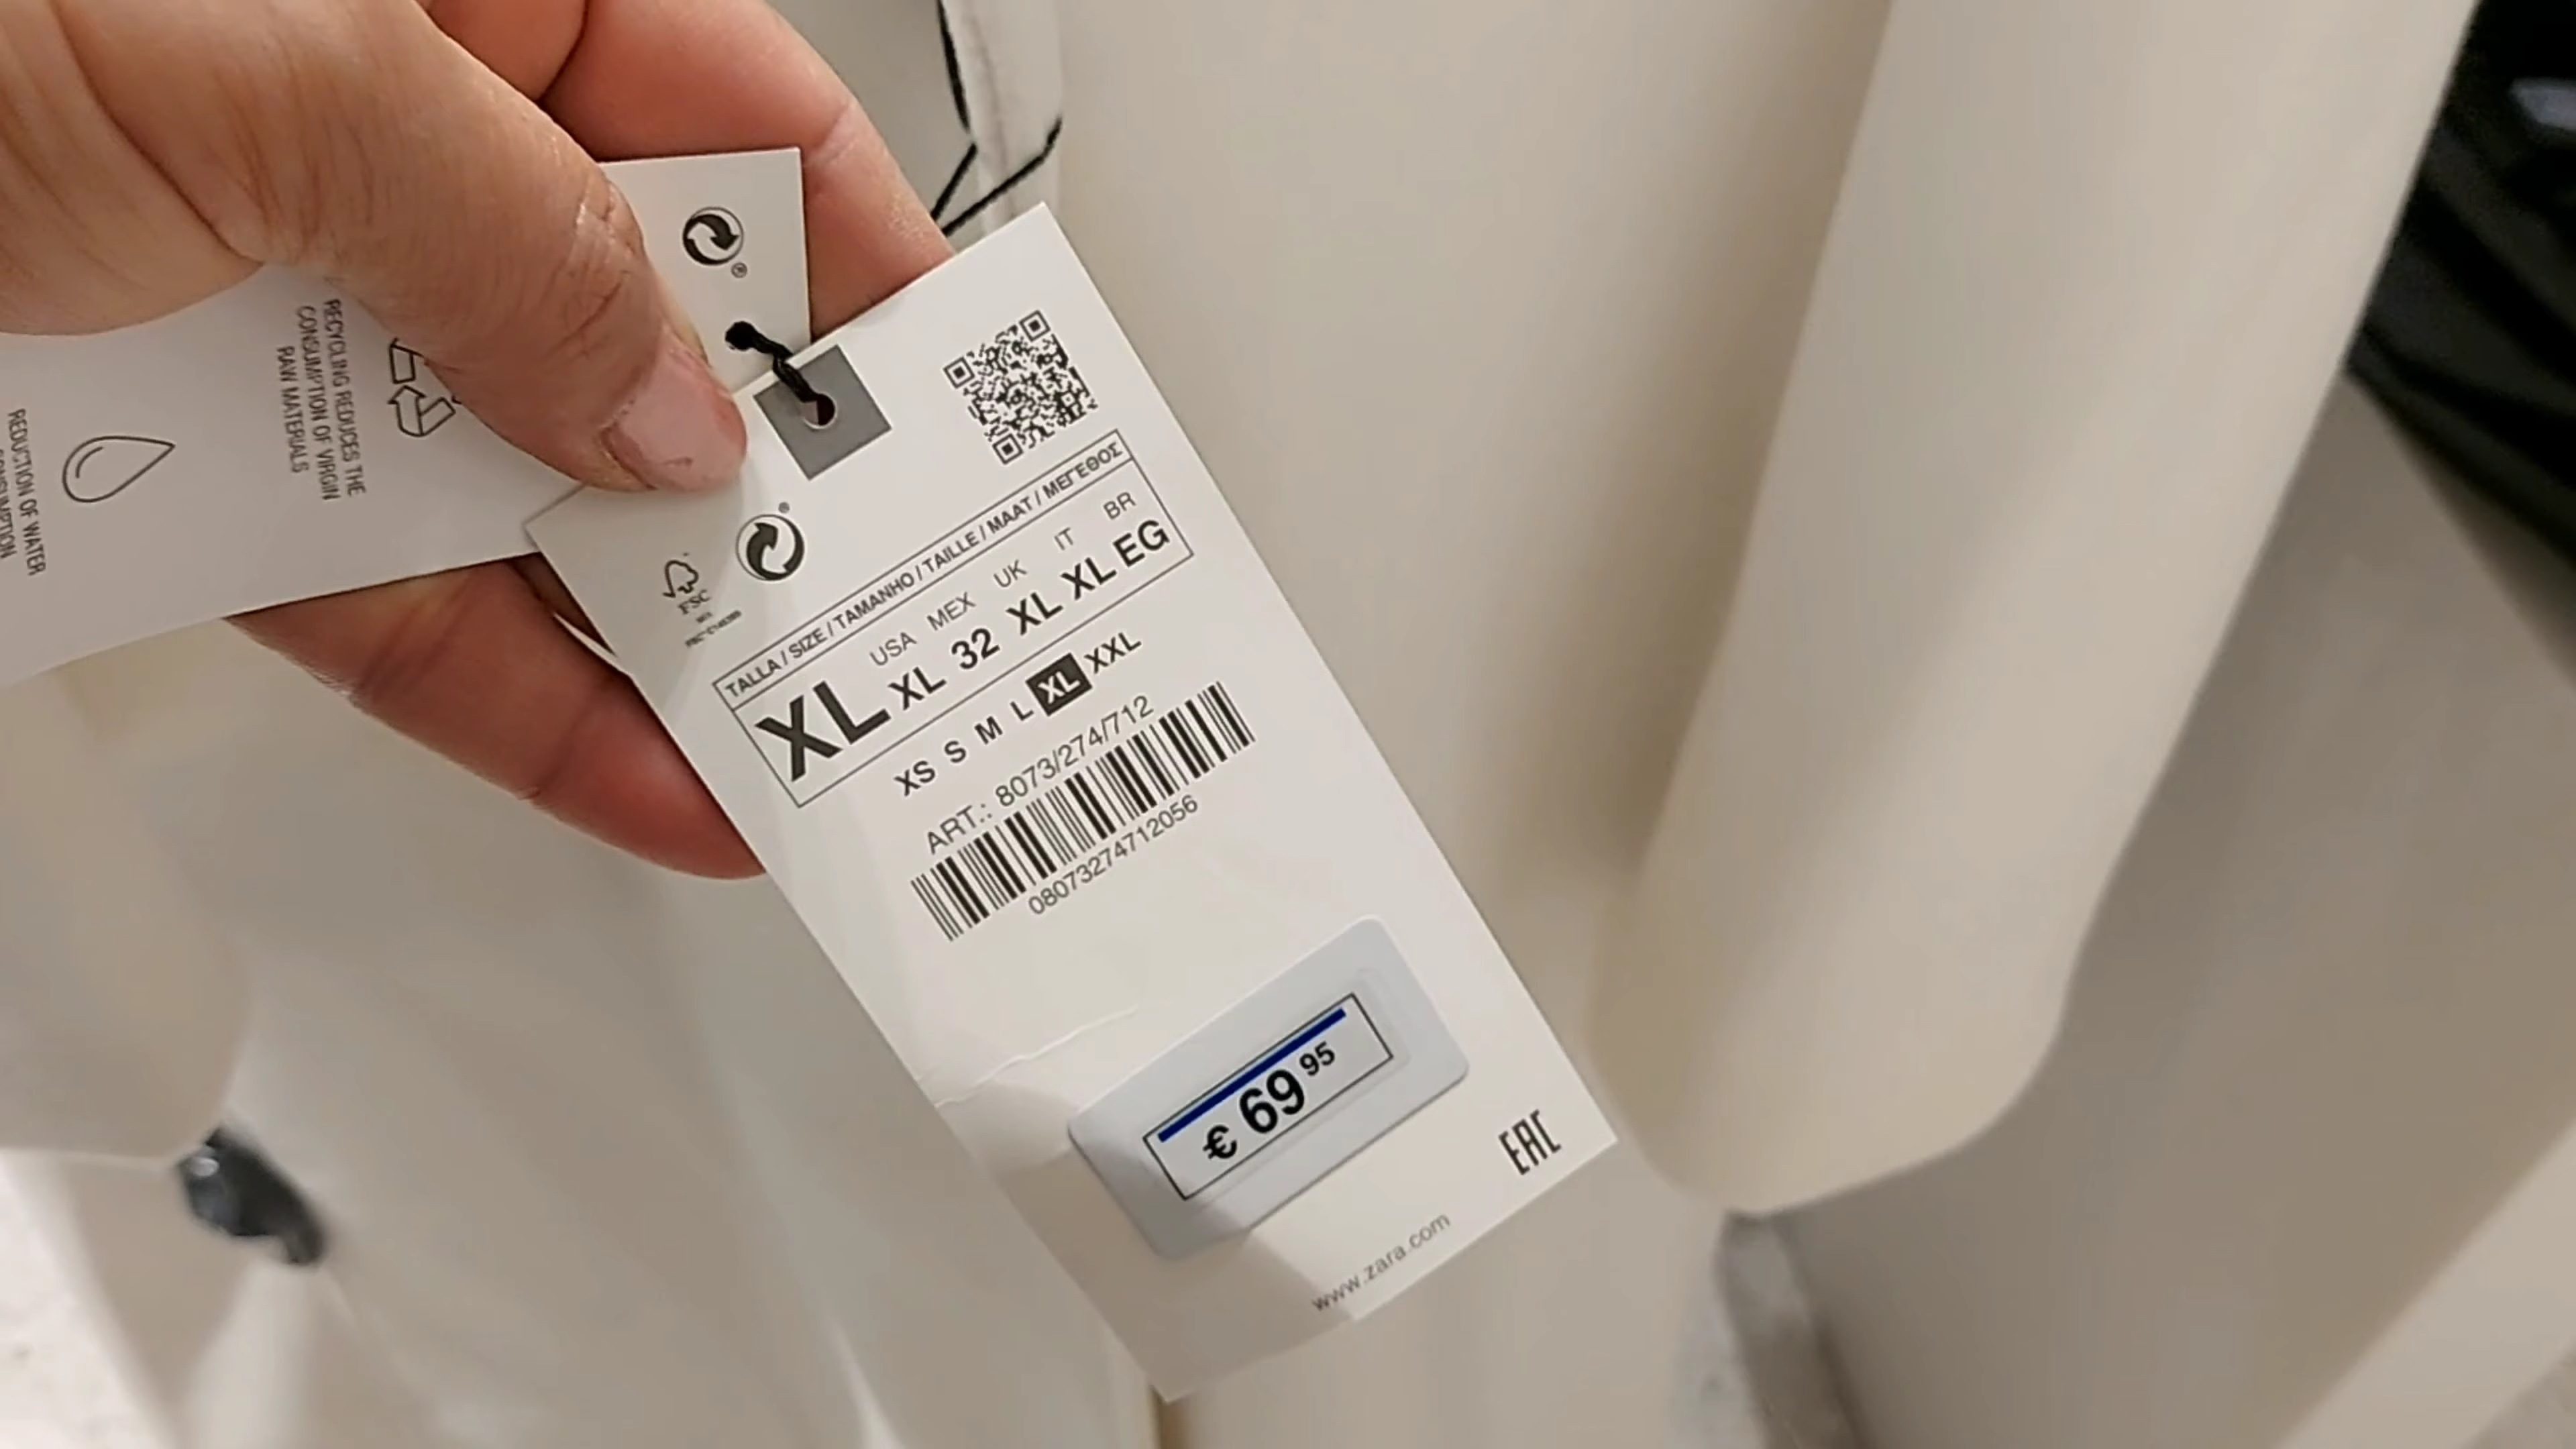 RECYCLING REDUCES THE
CONSUMPTION OF VIRGIN
RAW MATERIALS
REDUCTION OF WATER
CONSUMPTION
®
®
FSC
TALLA / SIZE / TAMANHO / TAILLE / MAAT / ΜΕΓΕΘΟΣ
USA MEX UK IT BR
XL XL 32 XL XL EG
XS S M L XL XXL
ART.: 8073/274/712
08073274712056
€ 69 95
EAC
www.zara.com